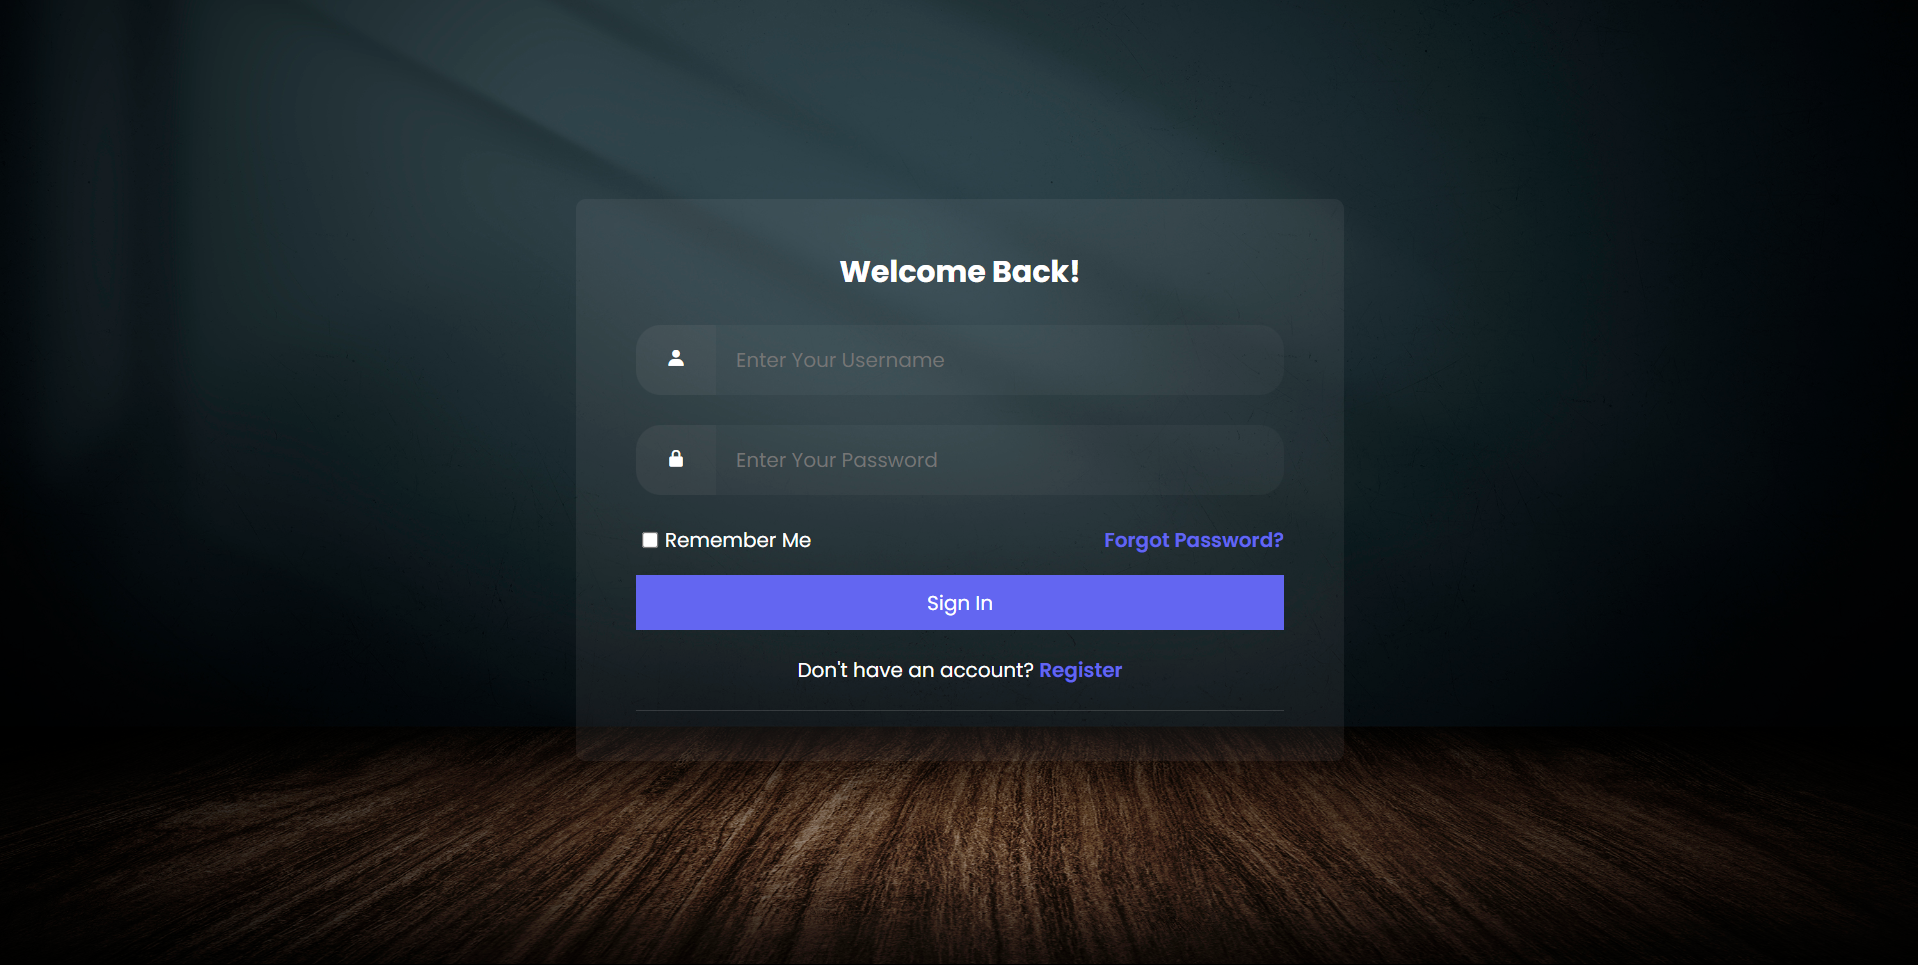 Welcome Back!
Enter Your Username
Enter Your Password
Remember Me Forgot Password?
Sign In
Don't have an account? Register